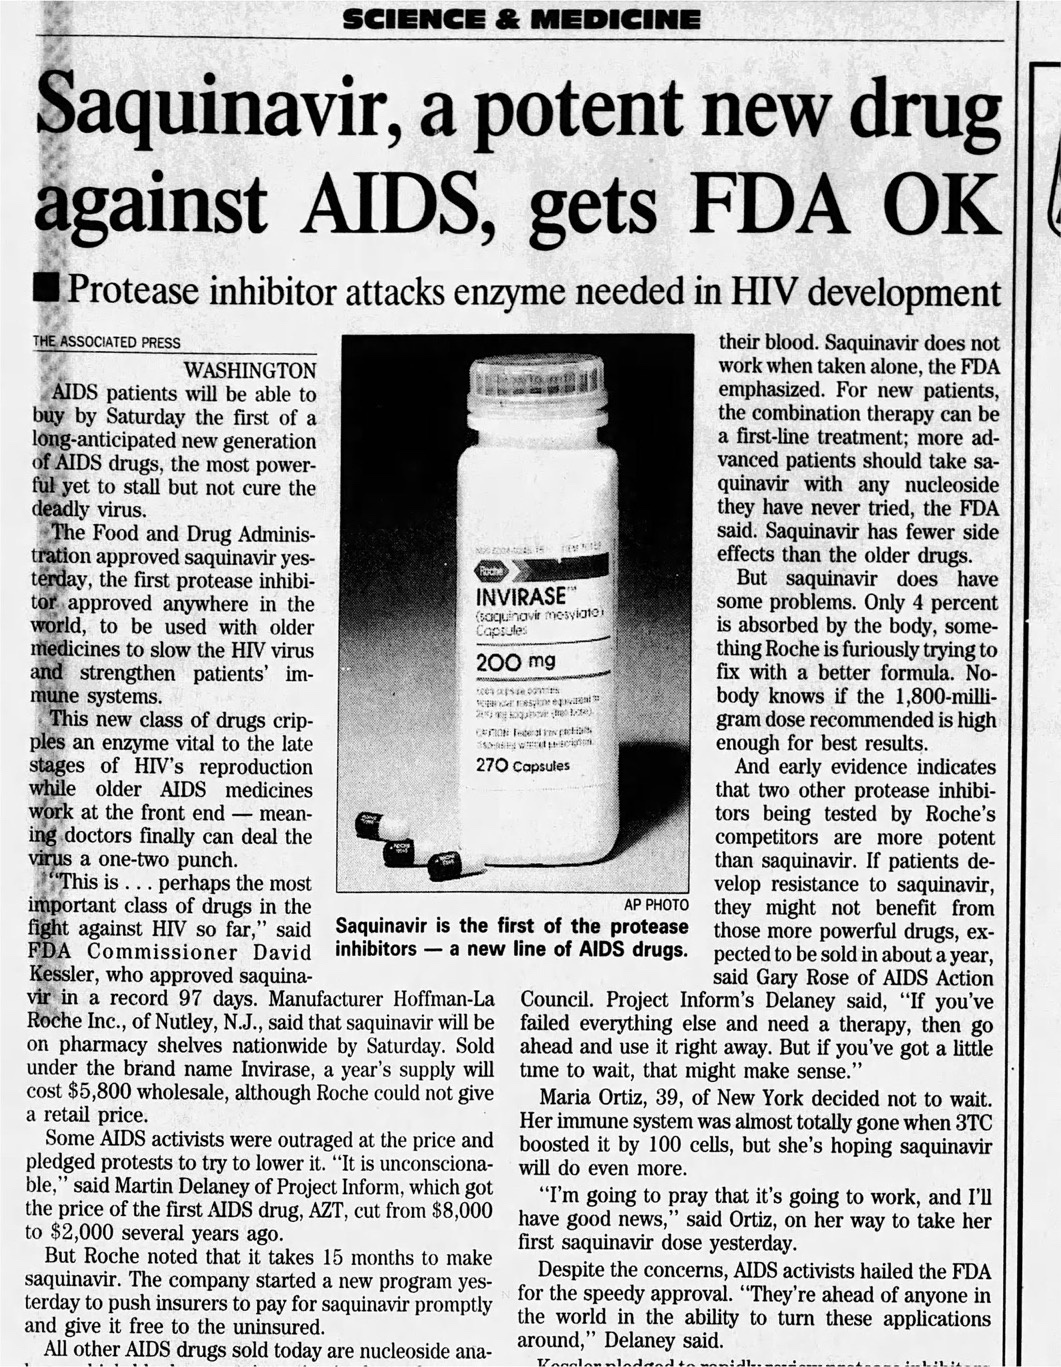 SCIENCE & MEDICINE
Saquinavir, a potent new drug
against AIDS, gets FDA OK
■ Protease inhibitor attacks enzyme needed in HIV development
THE ASSOCIATED PRESS
WASHINGTON
AIDS patients will be able to
buy by Saturday the first of a
long-anticipated new generation
of AIDS drugs, the most power-
ful yet to stall but not cure the
deadly virus.
The Food and Drug Adminis-
tration approved saquinavir yes-
terday, the first protease inhibi-
tor approved anywhere in the
world, to be used with older
medicines to slow the HIV virus
and strengthen patients' im-
mune systems.
This new class of drugs crip-
ples an enzyme vital to the late
stages of HIV's reproduction
while older AIDS medicines
work at the front end — mean-
ing doctors finally can deal the
virus a one-two punch.
"This is . . . perhaps the most
important class of drugs in the
fight against HIV so far," said
FDA Commissioner David
Kessler, who approved saquina-
vir in a record 97 days. Manufacturer Hoffman-La
Roche Inc., of Nutley, N.J., said that saquinavir will be
on pharmacy shelves nationwide by Saturday. Sold
under the brand name Invirase, a year's supply will
cost $5,800 wholesale, although Roche could not give
a retail price.
Some AIDS activists were outraged at the price and
pledged protests to try to lower it. "It is unconsciona-
ble," said Martin Delaney of Project Inform, which got
the price of the first AIDS drug, AZT, cut from $8,000
to $2,000 several years ago.
But Roche noted that it takes 15 months to make
saquinavir. The company started a new program yes-
terday to push insurers to pay for saquinavir promptly
and give it free to the uninsured.
All other AIDS drugs sold today are nucleoside ana-
Roche
INVIRASE™
(saquinavir mesylate)
Capsules
200 mg
CAUTION: Federal law prohibits
dispensing without prescription.
270 Capsules
AP PHOTO
Saquinavir is the first of the protease
inhibitors — a new line of AIDS drugs.
their blood. Saquinavir does not
work when taken alone, the FDA
emphasized. For new patients,
the combination therapy can be
a first-line treatment; more ad-
vanced patients should take sa-
quinavir with any nucleoside
they have never tried, the FDA
said. Saquinavir has fewer side
effects than the older drugs.
But saquinavir does have
some problems. Only 4 percent
is absorbed by the body, some-
thing Roche is furiously trying to
fix with a better formula. No-
body knows if the 1,800-milli-
gram dose recommended is high
enough for best results.
And early evidence indicates
that two other protease inhibi-
tors being tested by Roche's
competitors are more potent
than saquinavir. If patients de-
velop resistance to saquinavir,
they might not benefit from
those more powerful drugs, ex-
pected to be sold in about a year,
said Gary Rose of AIDS Action
Council. Project Inform's Delaney said, "If you've
failed everything else and need a therapy, then go
ahead and use it right away. But if you've got a little
time to wait, that might make sense."
Maria Ortiz, 39, of New York decided not to wait.
Her immune system was almost totally gone when 3TC
boosted it by 100 cells, but she's hoping saquinavir
will do even more.
"I'm going to pray that it's going to work, and I'll
have good news," said Ortiz, on her way to take her
first saquinavir dose yesterday.
Despite the concerns, AIDS activists hailed the FDA
for the speedy approval. "They're ahead of anyone in
the world in the ability to turn these applications
around," Delaney said.
Kessler pledged to rapidly review protease inhibitors